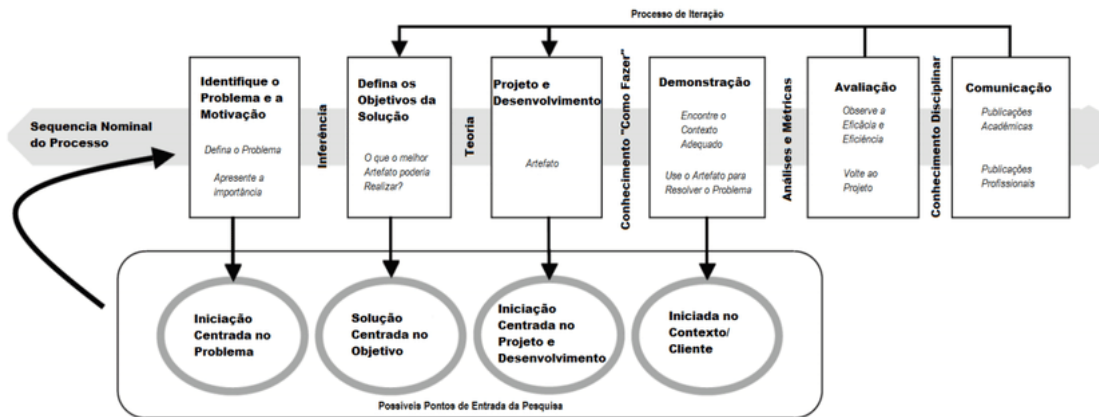 Processo de Iteração
Sequencia Nominal
do Processo
Identifique o
Problema e a
Motivação
Defina o Problema
Apresente a
importância
Inferência
Defina os
Objetivos da
Solução
O que o melhor
Artefato poderia
Realizar?
Teoria
Projeto e
Desenvolvimento
Artefato
Conhecimento "Como Fazer"
Demonstração
Encontre o
Contexto
Adequado
Use o Artefato para
Resolver o Problema
Análises e Métricas
Avaliação
Observe a
Eficácia e
Eficiência
Volte ao
Projeto
Conhecimento Disciplinar
Comunicação
Publicações
Acadêmicas
Publicações
Profissionais
Iniciação
Centrada no
Problema
Solução
Centrada no
Objetivo
Iniciação
Centrada no
Projeto e
Desenvolvimento
Iniciada no
Contexto/
Cliente
Possiveis Pontos de Entrada da Pesquisa